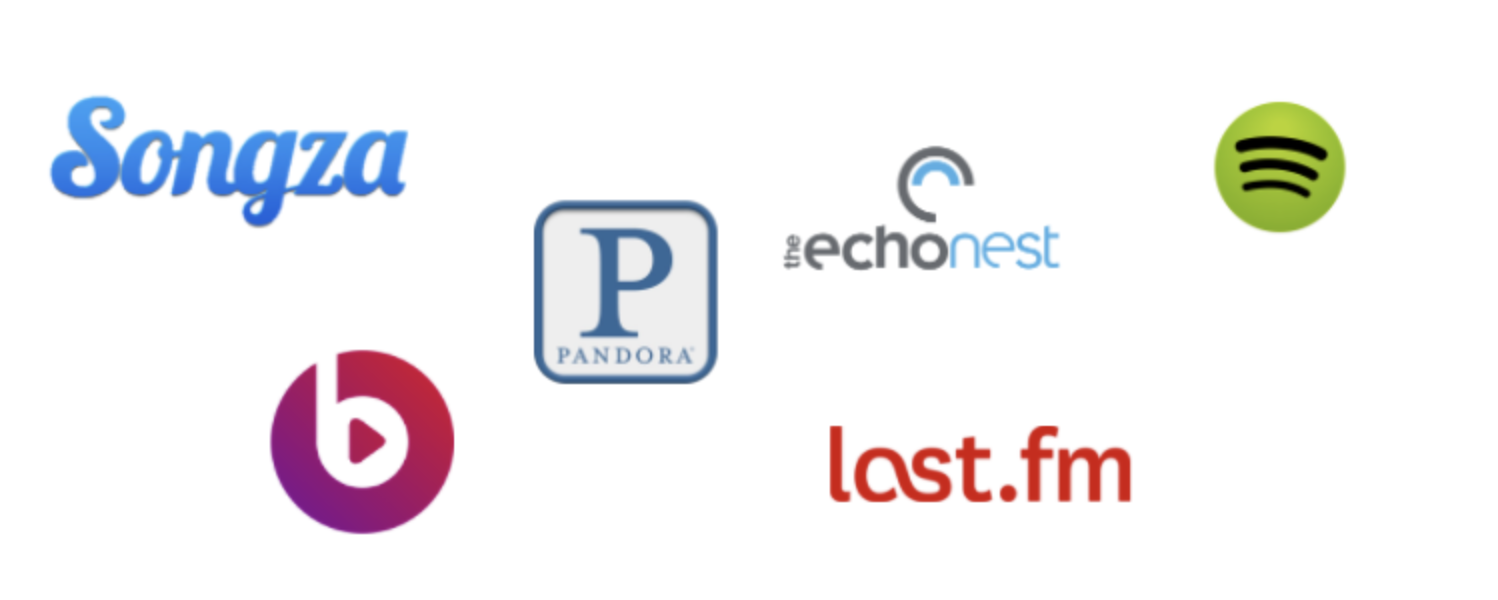 Songza
P
PANDORA
the echonest
b
last.fm